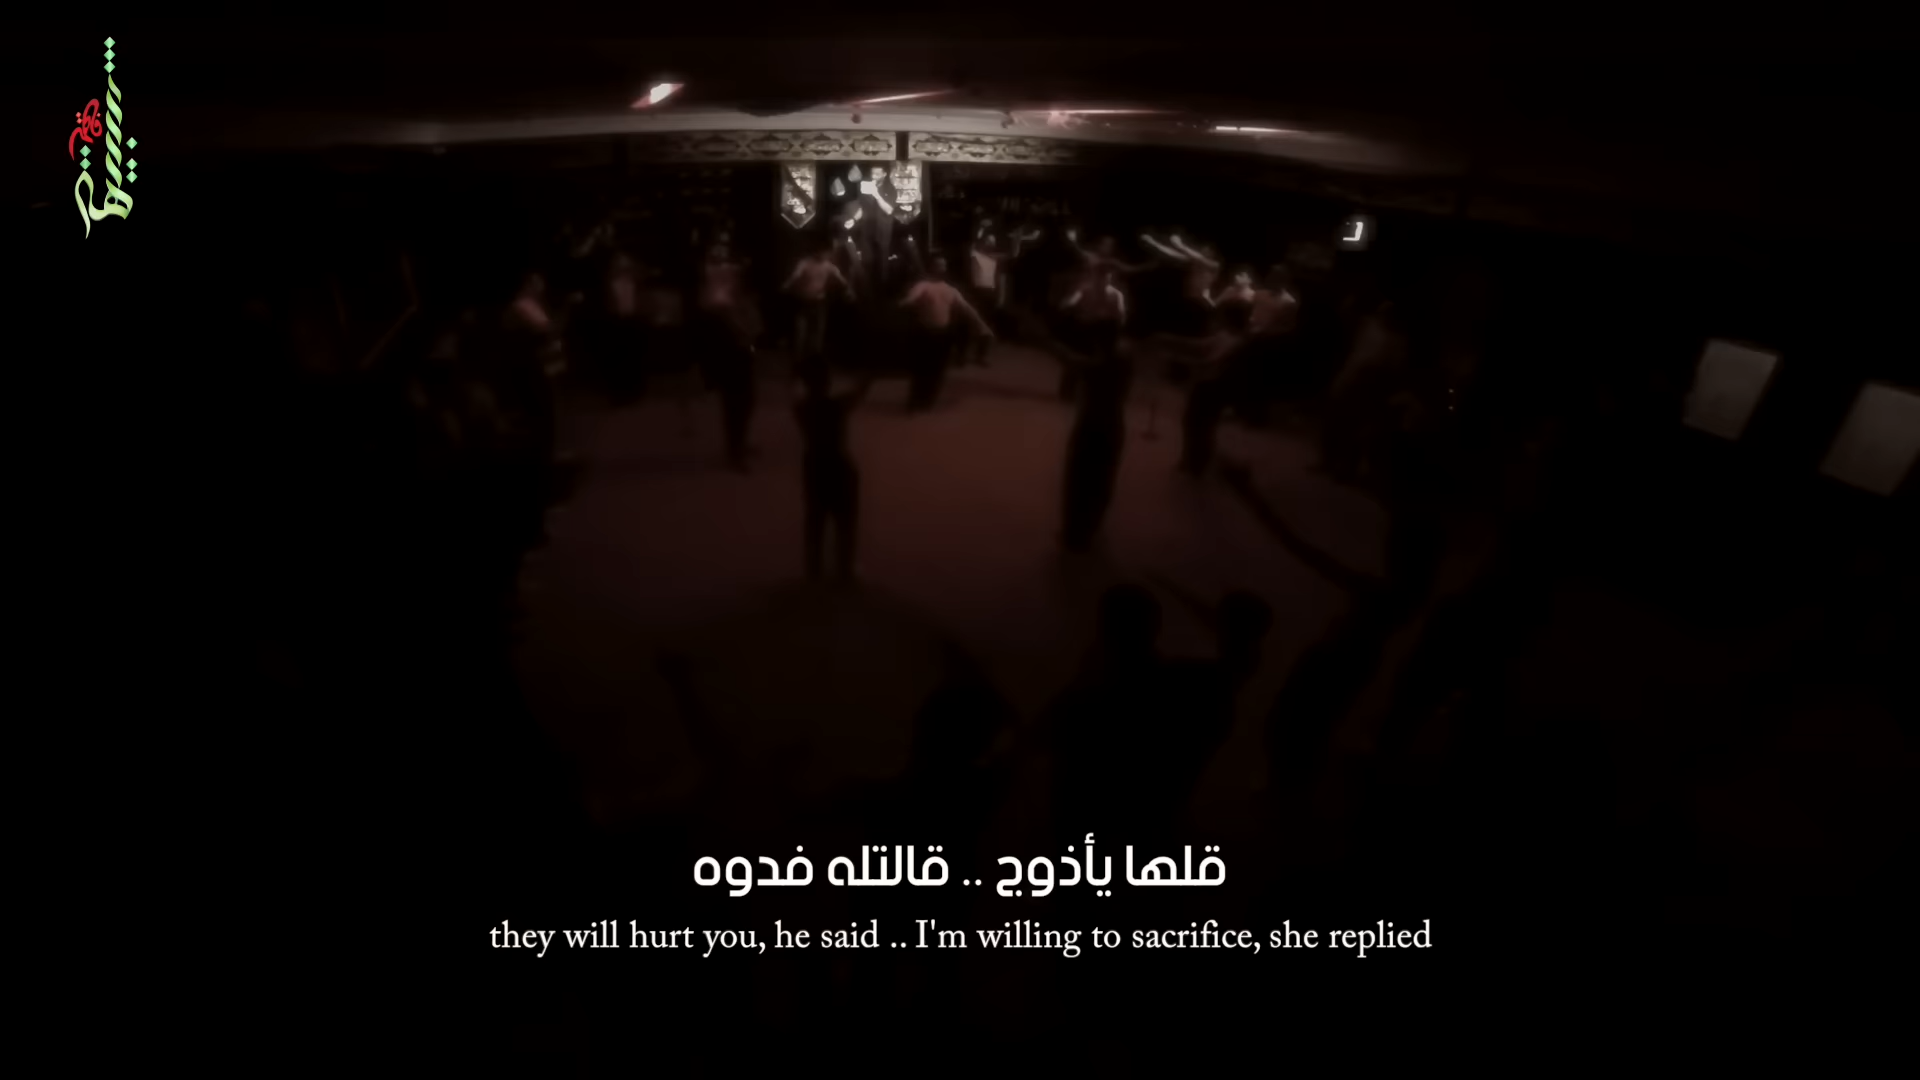 قلها يأذوج .. قالتله فدوه
they will hurt you, he said .. I'm willing to sacrifice, she replied